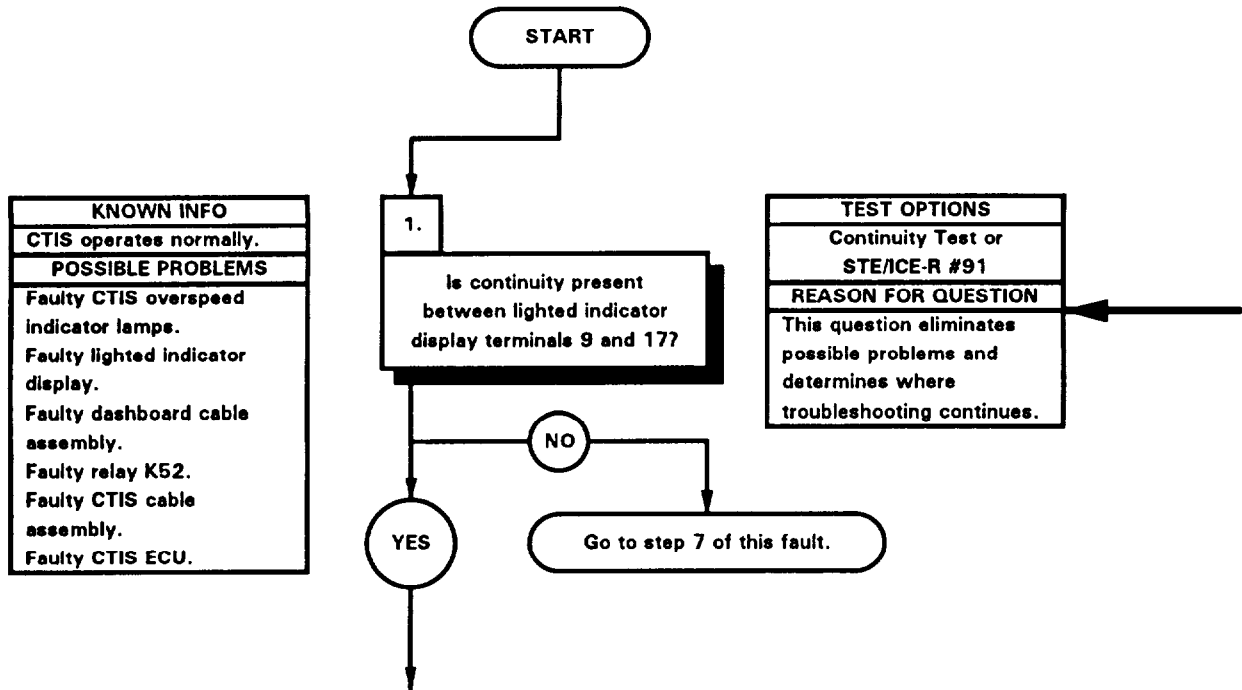 START
KNOWN INFO
CTIS operates normally.
POSSIBLE PROBLEMS
Faulty CTIS overspeed
indicator lamps.
Faulty lighted indicator
display.
Faulty dashboard cable
assembly.
Faulty relay K52.
Faulty CTIS cable
assembly.
Faulty CTIS ECU.
1.
Is continuity present
between lighted indicator
display terminals 9 and 17?
TEST OPTIONS
Continuity Test or
STE/ICE-R #91
REASON FOR QUESTION
This question eliminates
possible problems and
determines where
troubleshooting continues.
NO
YES
Go to step 7 of this fault.